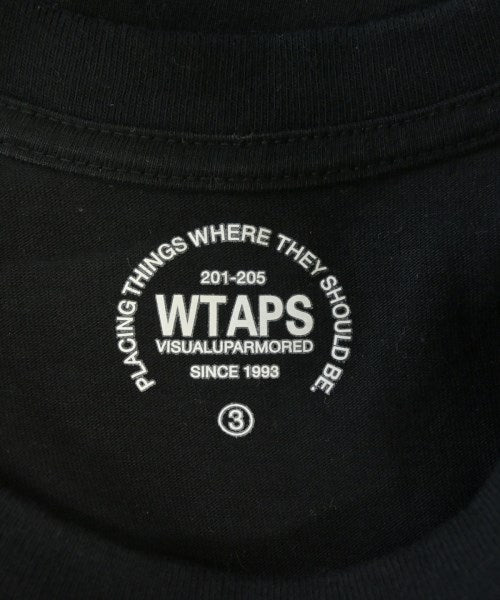 PLACING THINGS WHERE THEY SHOULD BE.
201-205
WTAPS
VISUALUPARMORED
SINCE 1993
3